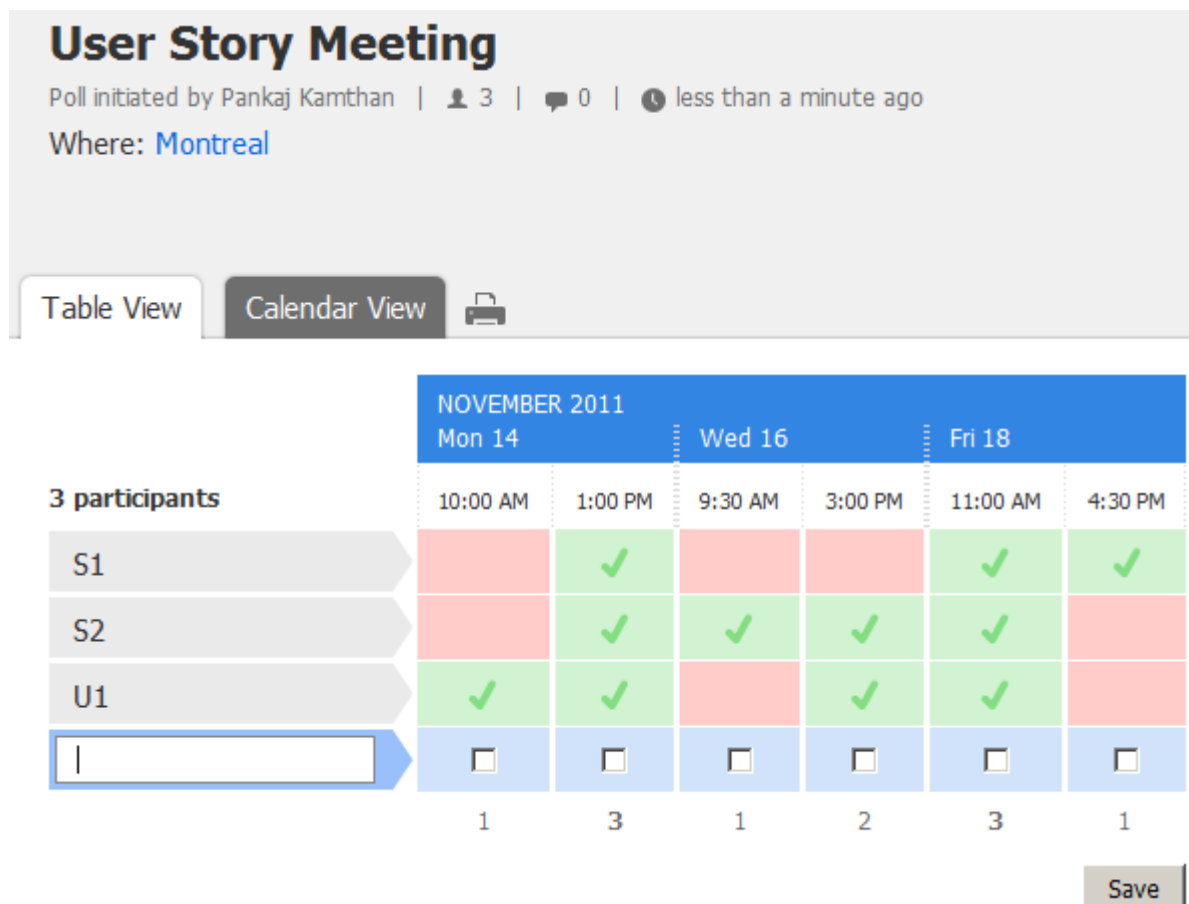 User Story Meeting
Poll initiated by Pankaj Kamthan | 3 | 0 | less than a minute ago
Where: Montreal
Table View Calendar View
NOVEMBER 2011
Mon 14 Wed 16 Fri 18
3 participants 10:00 AM 1:00 PM 9:30 AM 3:00 PM 11:00 AM 4:30 PM
S1
S2
U1
1 3 1 2 3 1
Save